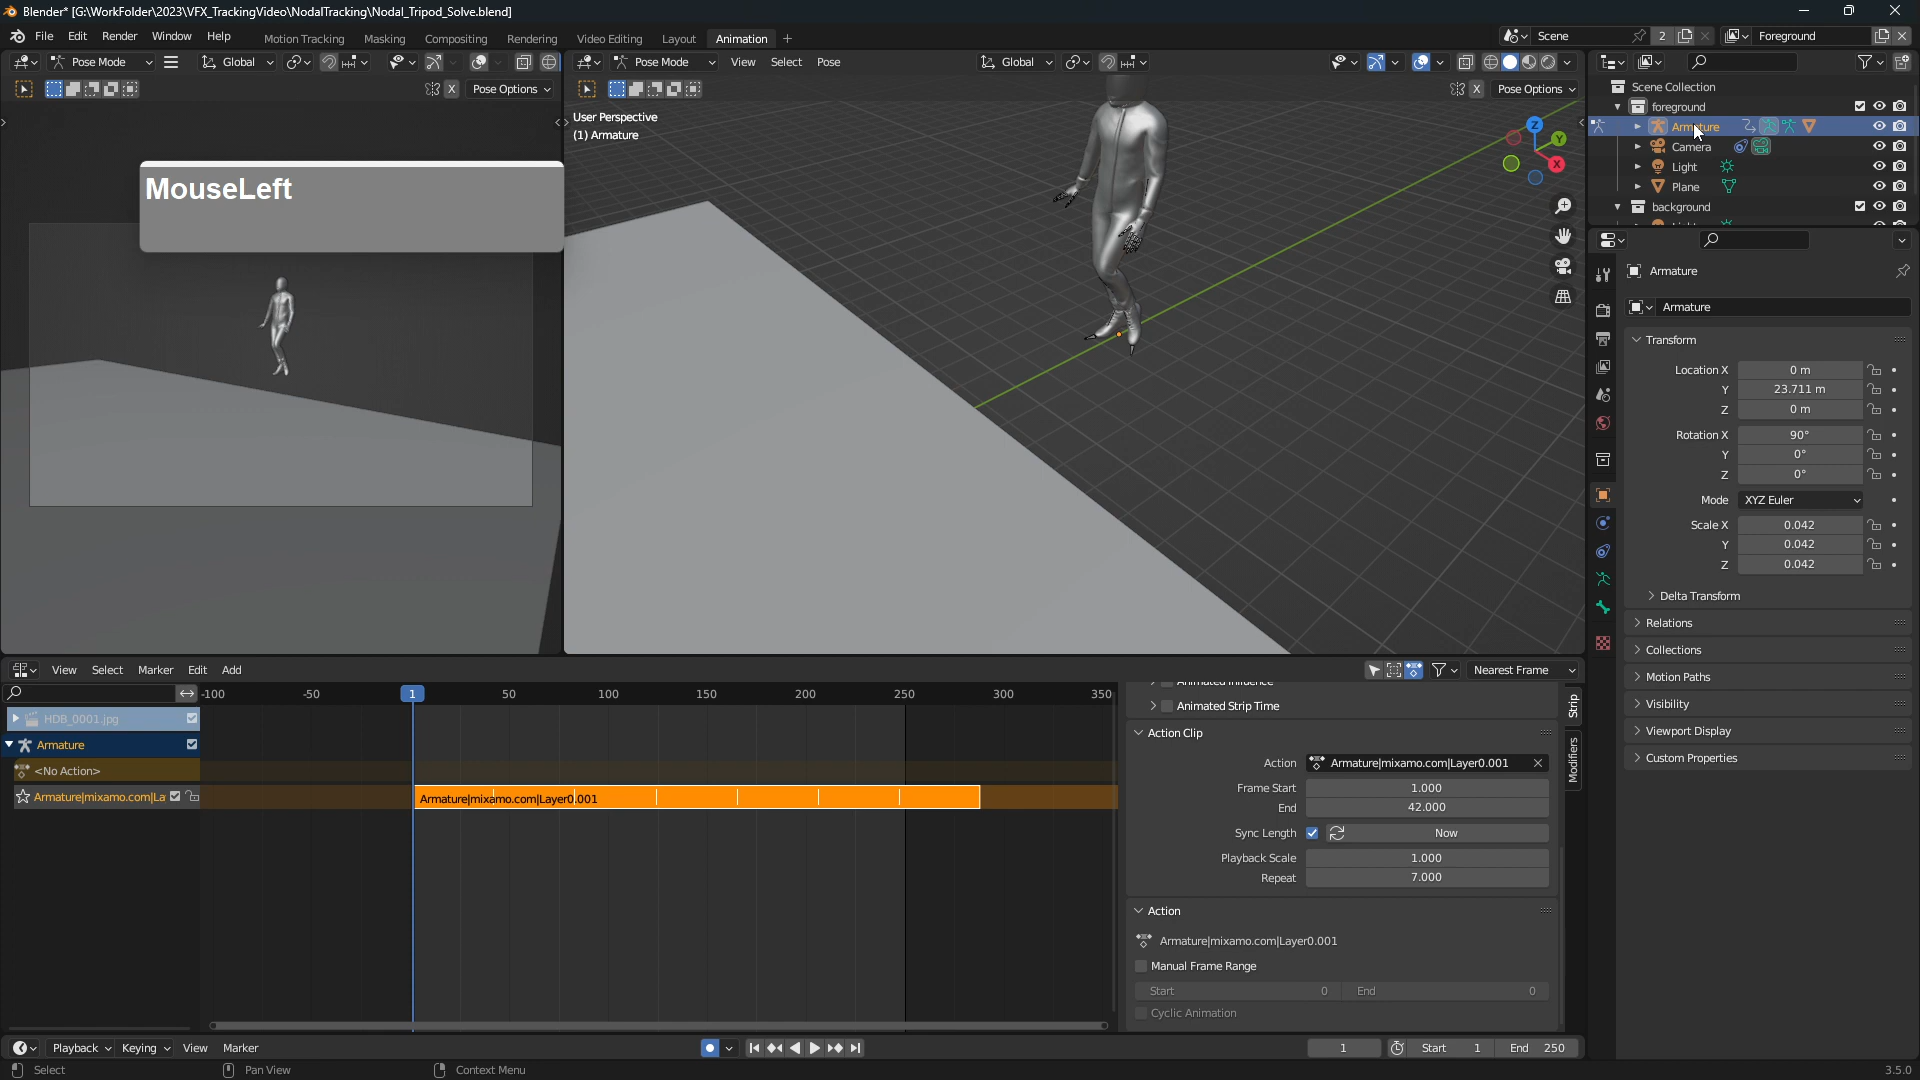 Blender* [G:\WorkFolder\2023\VFX_TrackingVideo\NodalTracking\Nodal_Tripod_Solve.blend]
File Edit Render Window Help
Motion Tracking Masking Compositing Rendering Video Editing Layout Animation +
Scene 2 Foreground
Pose Mode Global
Pose Options
Pose Mode View Select Pose Global
X Pose Options
User Perspective
(1) Armature
Z
Y
X
MouseLeft
Scene Collection
foreground
Armature
Camera
Light
Plane
background
Armature
Armature
Transform
Location X 0 m
Y 23.711 m
Z 0 m
Rotation X 90°
Y 0°
Z 0°
Mode XYZ Euler
Scale X 0.042
Y 0.042
Z 0.042
Delta Transform
Relations
Collections
Motion Paths
Visibility
Viewport Display
Custom Properties
View Select Marker Edit Add
Nearest Frame
-100 -50 1 50 100 150 200 250 300 350
HDB_0001.jpg
Armature
<No Action>
Armature|mixamo.com|La
Armature|mixamo.com|Layer0.001
Animated Influence
Animated Strip Time
Action Clip
Action Armature|mixamo.com|Layer0.001
Frame Start 1.000
End 42.000
Sync Length Now
Playback Scale 1.000
Repeat 7.000
Action
Armature|mixamo.com|Layer0.001
Manual Frame Range
Start 0 End 0
Cyclic Animation
Strip
Modifiers
Playback Keying View Marker
1 Start 1 End 250
Select Pan View Context Menu
3.5.0